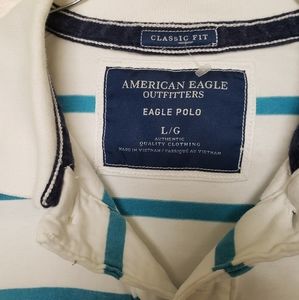 CLASSIC FIT
AMERICAN EAGLE
OUTFITTERS
EAGLE POLO
L/G
AUTHENTIC
QUALITY CLOTHING
MADE IN VIETNAM / FABRIQUÉ AU VIETNAM